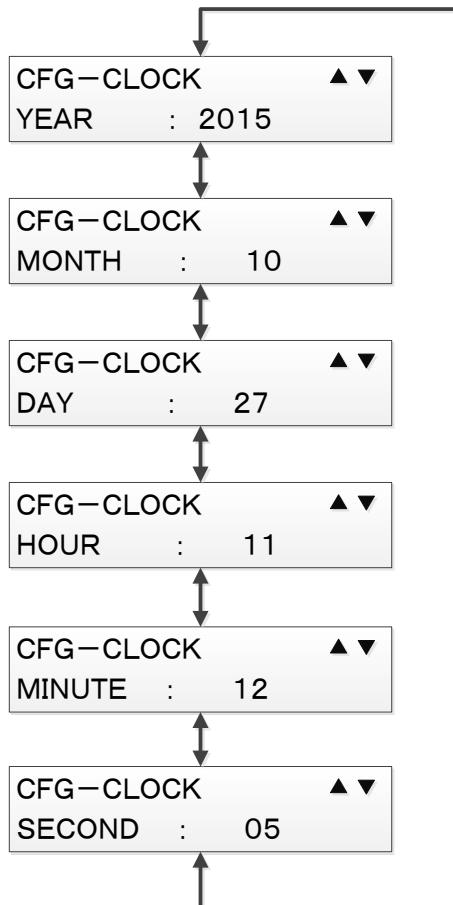 CFG−CLOCK ▲ ▼
YEAR : 2015
CFG−CLOCK ▲ ▼
MONTH : 10
CFG−CLOCK ▲ ▼
DAY : 27
CFG−CLOCK ▲ ▼
HOUR : 11
CFG−CLOCK ▲ ▼
MINUTE : 12
CFG−CLOCK ▲ ▼
SECOND : 05